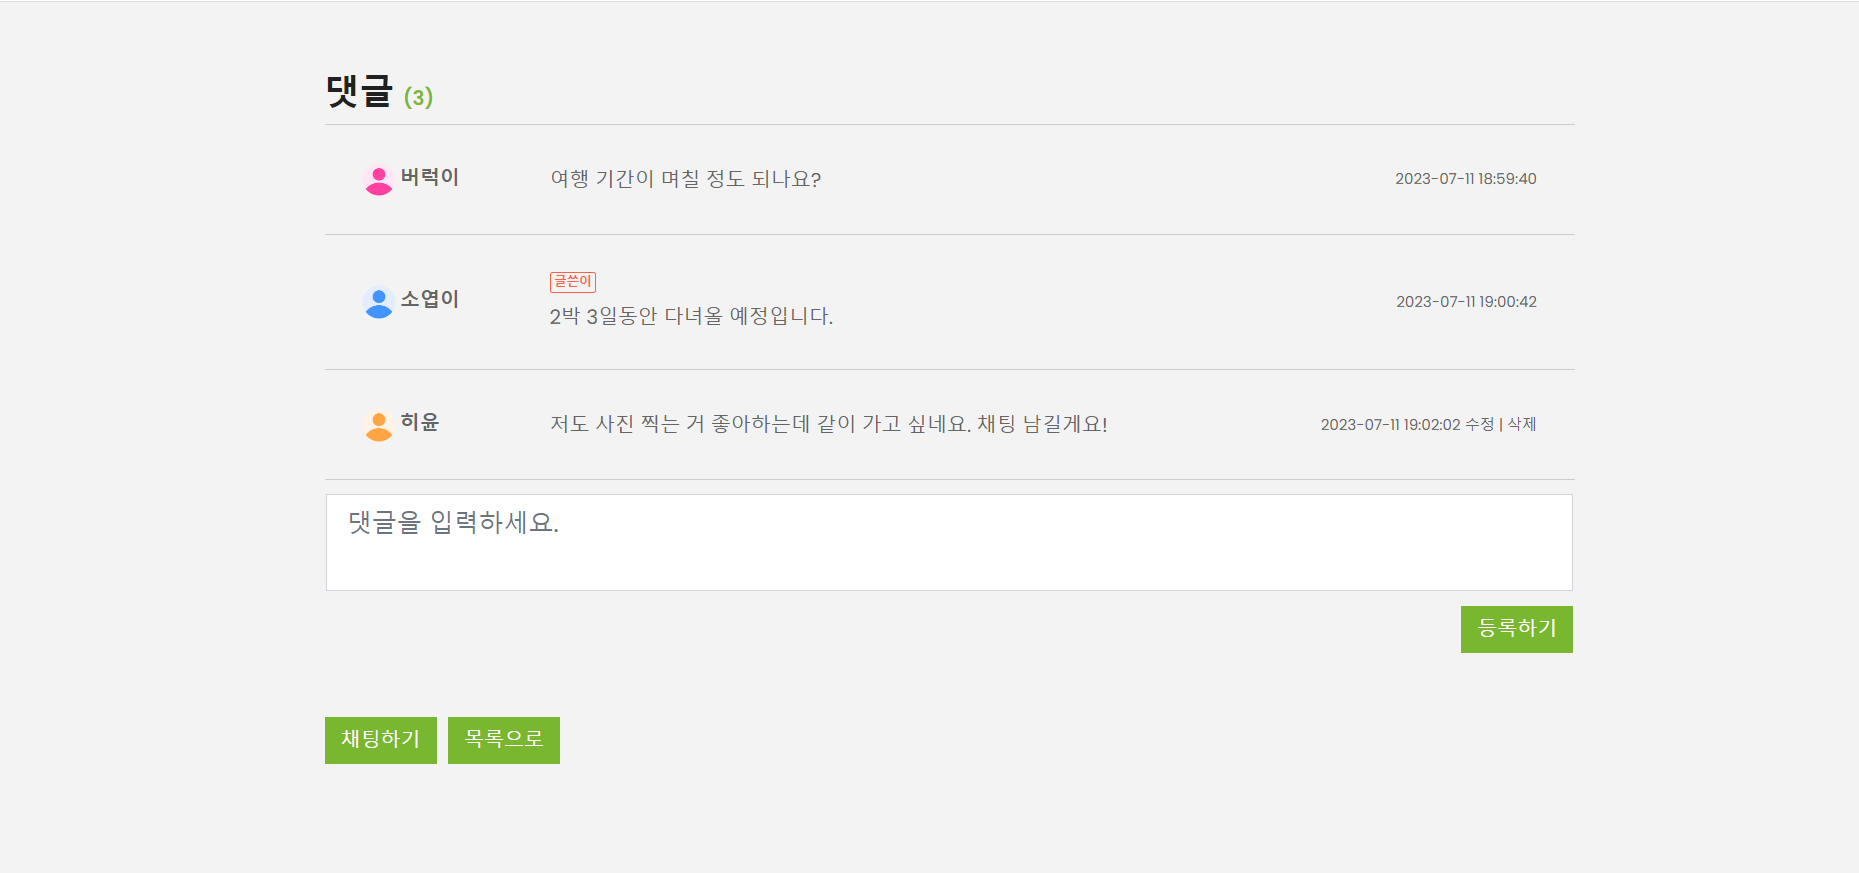 댓글 (3)
버럭이 여행 기간이 며칠 정도 되나요? 2023-07-11 18:59:40
글쓴이
소엽이 2박 3일동안 다녀올 예정입니다. 2023-07-11 19:00:42
히윤 저도 사진 찍는 거 좋아하는데 같이 가고 싶네요. 채팅 남길게요! 2023-07-11 19:02:02 수정 | 삭제
댓글을 입력하세요.
등록하기
채팅하기 목록으로